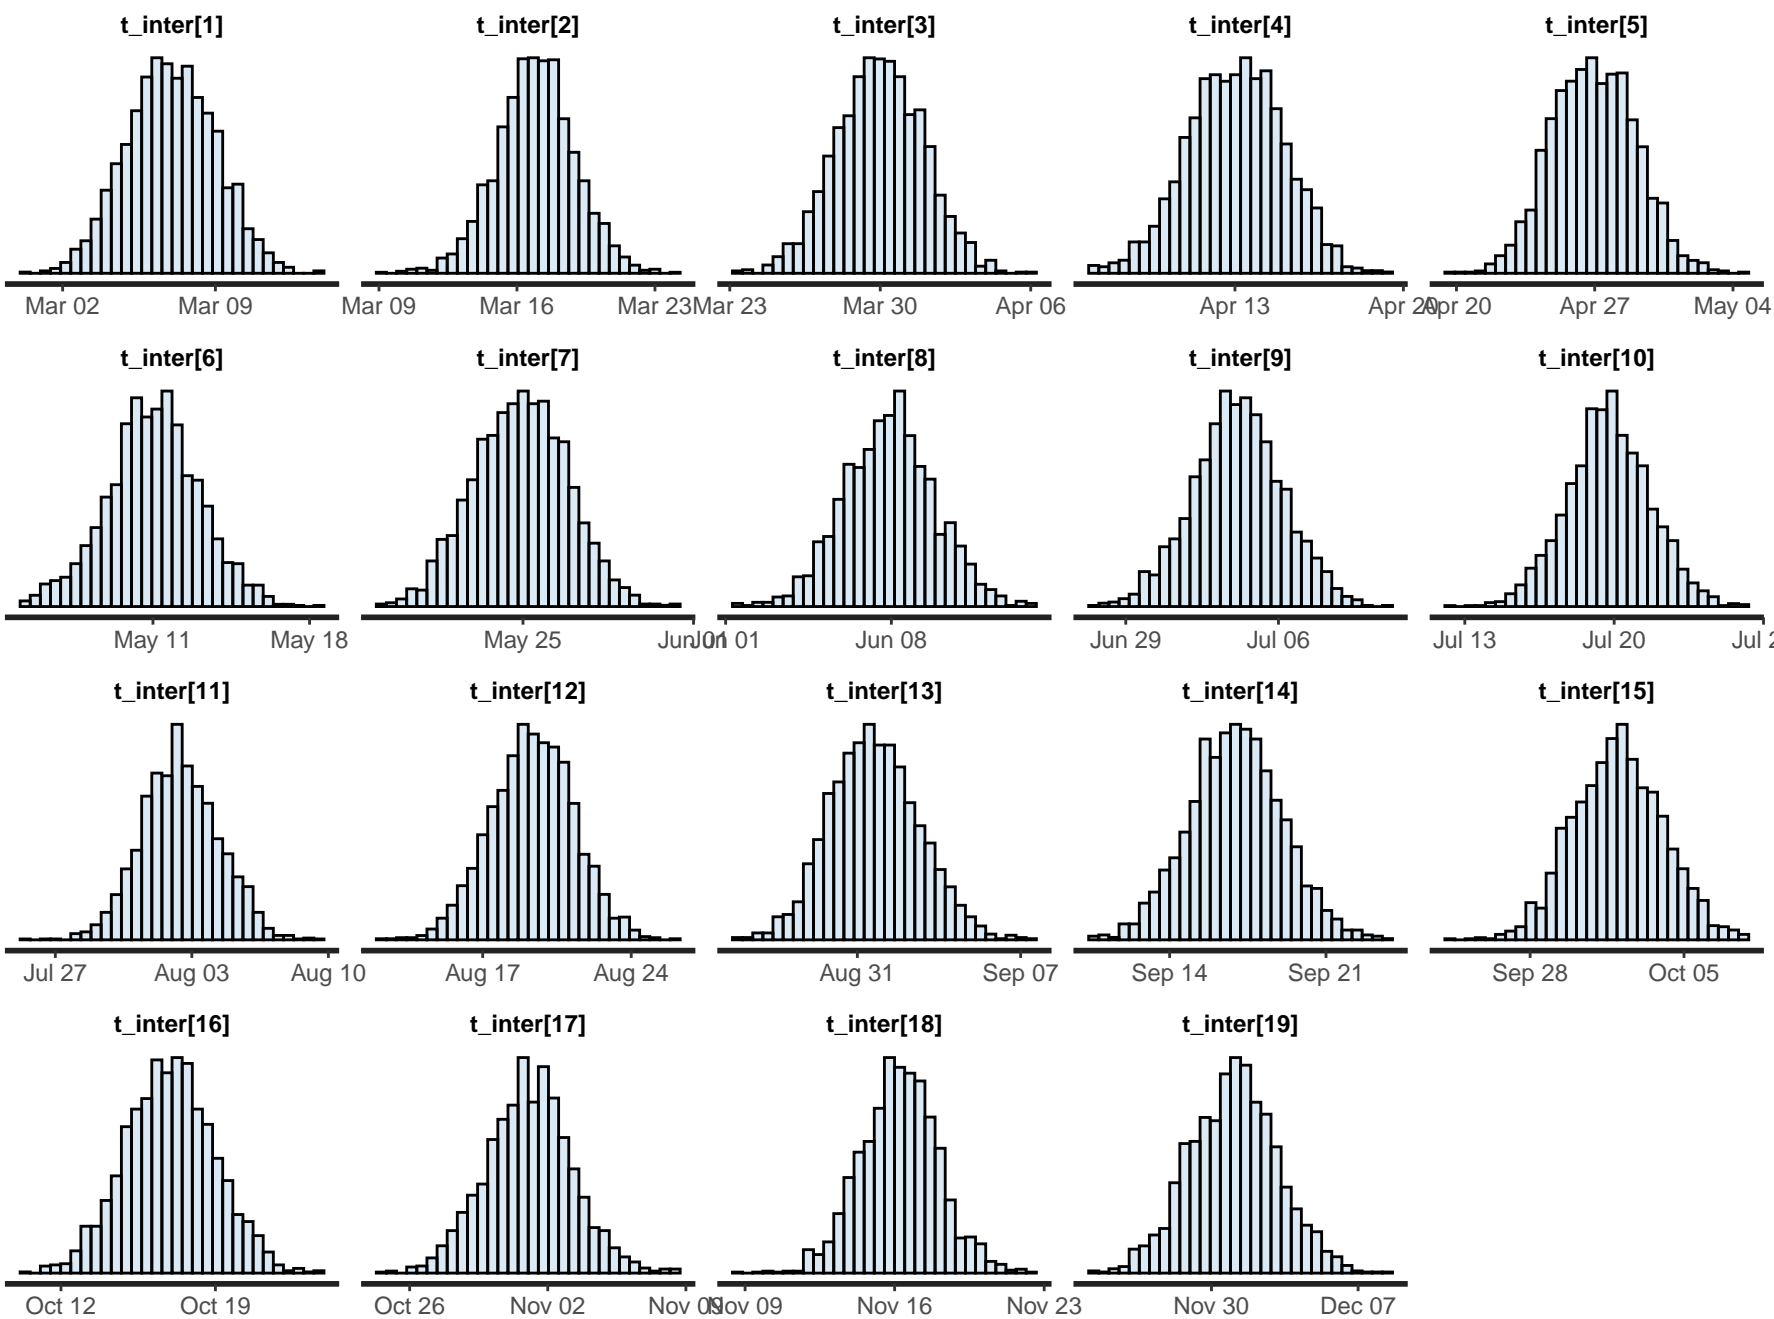 t_inter[1] t_inter[2] t_inter[3] t_inter[4] t_inter[5]
Mar 02 Mar 09 Mar 09 Mar 16 Mar 23 Mar 23 Mar 30 Apr 06 Apr 13 Apr 20 Apr 20 Apr 27 May 04
t_inter[6] t_inter[7] t_inter[8] t_inter[9] t_inter[10]
May 11 May 18 May 25 Jun 01 Jun 01 Jun 08 Jun 29 Jul 06 Jul 13 Jul 20 Jul 2
t_inter[11] t_inter[12] t_inter[13] t_inter[14] t_inter[15]
Jul 27 Aug 03 Aug 10 Aug 17 Aug 24 Aug 31 Sep 07 Sep 14 Sep 21 Sep 28 Oct 05
t_inter[16] t_inter[17] t_inter[18] t_inter[19]
Oct 12 Oct 19 Oct 26 Nov 02 Nov 09 Nov 09 Nov 16 Nov 23 Nov 30 Dec 07